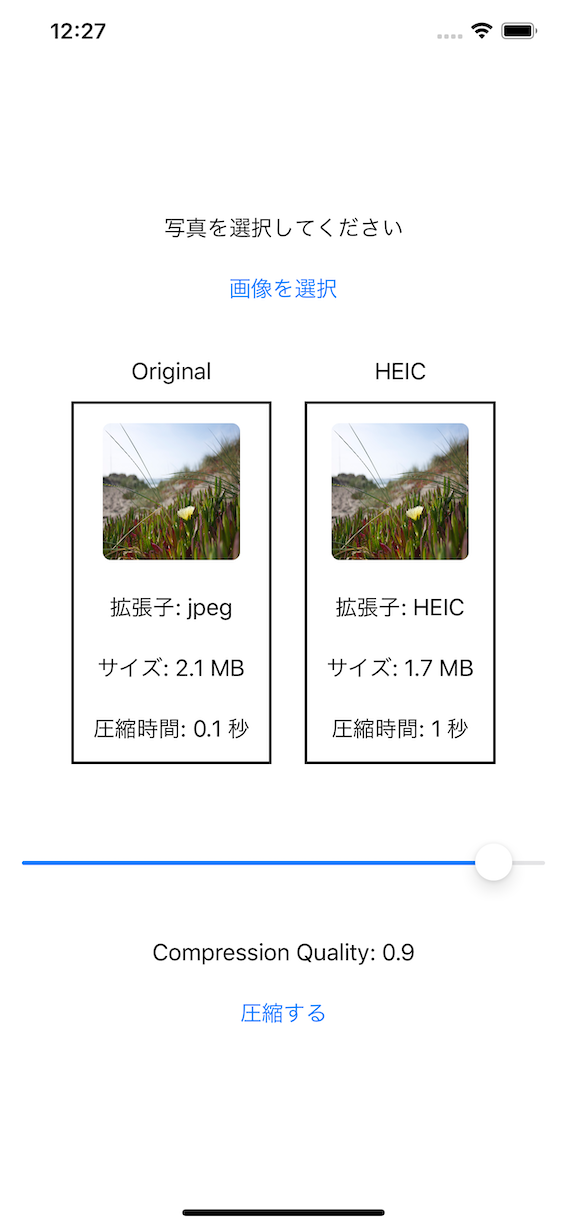 12:27
写真を選択してください
画像を選択
Original
HEIC
拡張子: jpeg
拡張子: HEIC
サイズ: 2.1 MB
サイズ: 1.7 MB
圧縮時間: 0.1 秒
圧縮時間: 1 秒
Compression Quality: 0.9
圧縮する